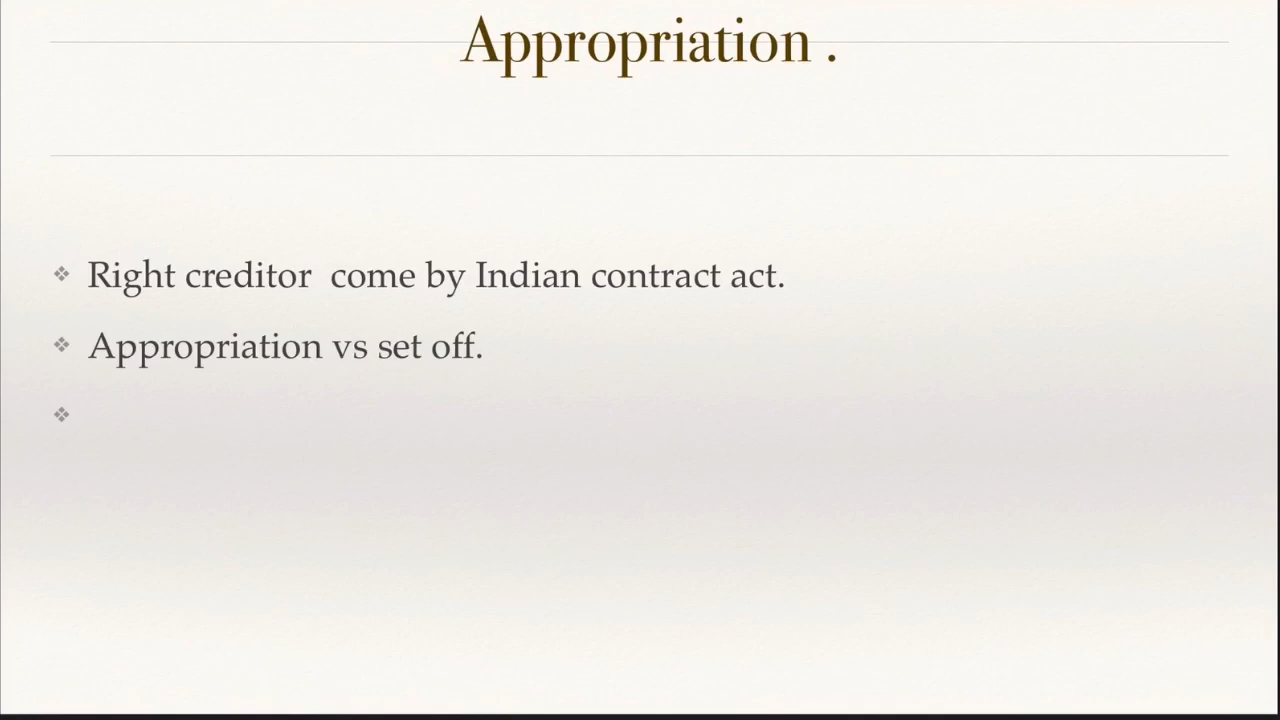 Appropriation .
❖ Right creditor  come by Indian contract act.
❖ Appropriation vs set off.
❖